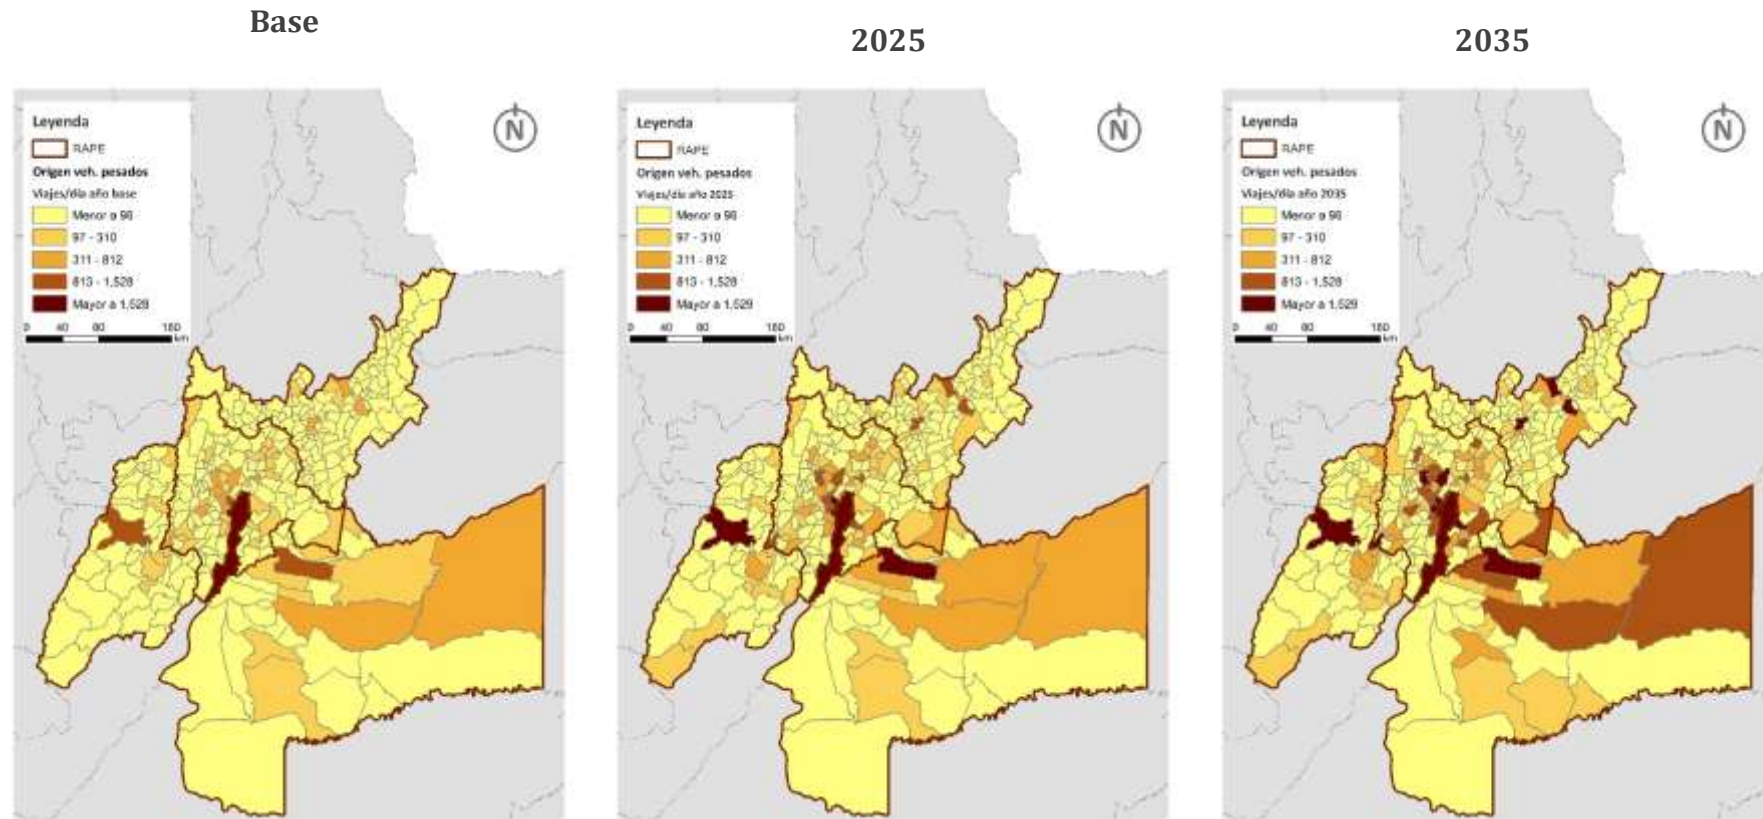 Base
2025
2035
Leyenda
RAPE
Origen veh. pesados
Viajes/día año base
Menor a 96
97 - 310
311 - 812
813 - 1,528
Mayor a 1,529
0 40 80 160
km
N
Leyenda
RAPE
Origen veh. pesados
Viajes/día año 2025
Menor a 96
97 - 310
311 - 812
813 - 1,528
Mayor a 1,529
0 40 80 160
km
N
Leyenda
RAPE
Origen veh. pesados
Viajes/día año 2035
Menor a 96
97 - 310
311 - 812
813 - 1,528
Mayor a 1,529
0 40 80 160
km
N